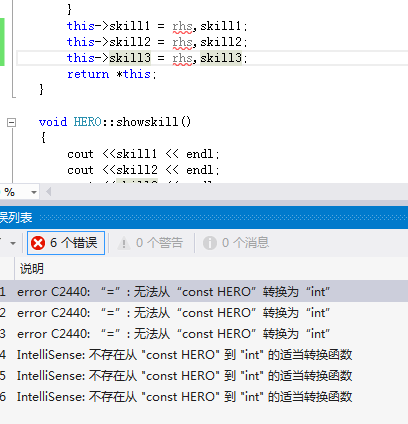 }
this->skill1 = rhs,skill1;
this->skill2 = rhs,skill2;
this->skill3 = rhs,skill3;
return *this;
}
void HERO::showskill()
{
cout <<skill1 << endl;
cout <<skill2 << endl;
%
误列表
6 个错误 0 个警告 0 个消息
说明
1 error C2440: “=”: 无法从“const HERO”转换为“int”
2 error C2440: “=”: 无法从“const HERO”转换为“int”
3 error C2440: “=”: 无法从“const HERO”转换为“int”
4 IntelliSense: 不存在从 "const HERO" 到 "int" 的适当转换函数
5 IntelliSense: 不存在从 "const HERO" 到 "int" 的适当转换函数
6 IntelliSense: 不存在从 "const HERO" 到 "int" 的适当转换函数